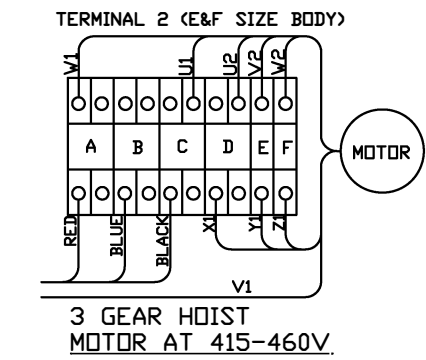 TERMINAL 2 (E&F SIZE BODY)
W1
U1
U2
V2
W2
A
B
C
D
E
F
MOTOR
RED
BLUE
BLACK
X1
Y1
Z1
V1
3 GEAR HOIST
MOTOR AT 415-460V.